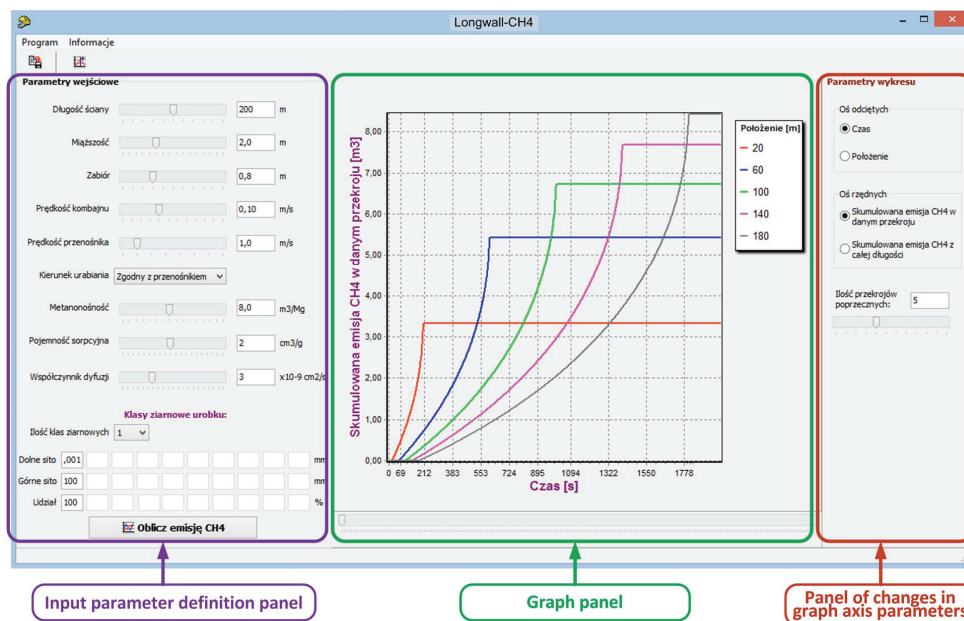 Longwall-CH4
Program Informacje
Parametry wejściowe
Długość ściany 200 m
Miąższość 2,0 m
Zabiór 0,8 m
Prędkość kombajnu 0,10 m/s
Prędkość przenośnika 1,0 m/s
Kierunek urabiania Zgodny z przenośnikiem
Metanonośność 8,0 m3/Mg
Pojemność sorpcyjna 2 cm3/g
Współczynnik dyfuzji 3 x10-9 cm2/s
Klasy ziarnowe urobku:
Ilość klas ziarnowych 1
Dolne sito ,001 mm
Górne sito 100 mm
Udział 100 %
Oblicz emisję CH4
Skumulowana emisja CH4 w danym przekroju [m3]
8,00
7,00
6,00
5,00
4,00
3,00
2,00
1,00
0,00
0 69 212 383 553 724 895 1094 1322 1550 1778
Czas [s]
Położenie [m]
20
60
100
140
180
Parametry wykresu
Oś odciętych
Czas
Położenie
Oś rzędnych
Skumulowana emisja CH4 w
danym przekroju
Skumulowana emisja CH4 z
całej długości
Ilość przekrojów
poprzecznych: 5
Input parameter definition panel
Graph panel
Panel of changes in
graph axis parameters